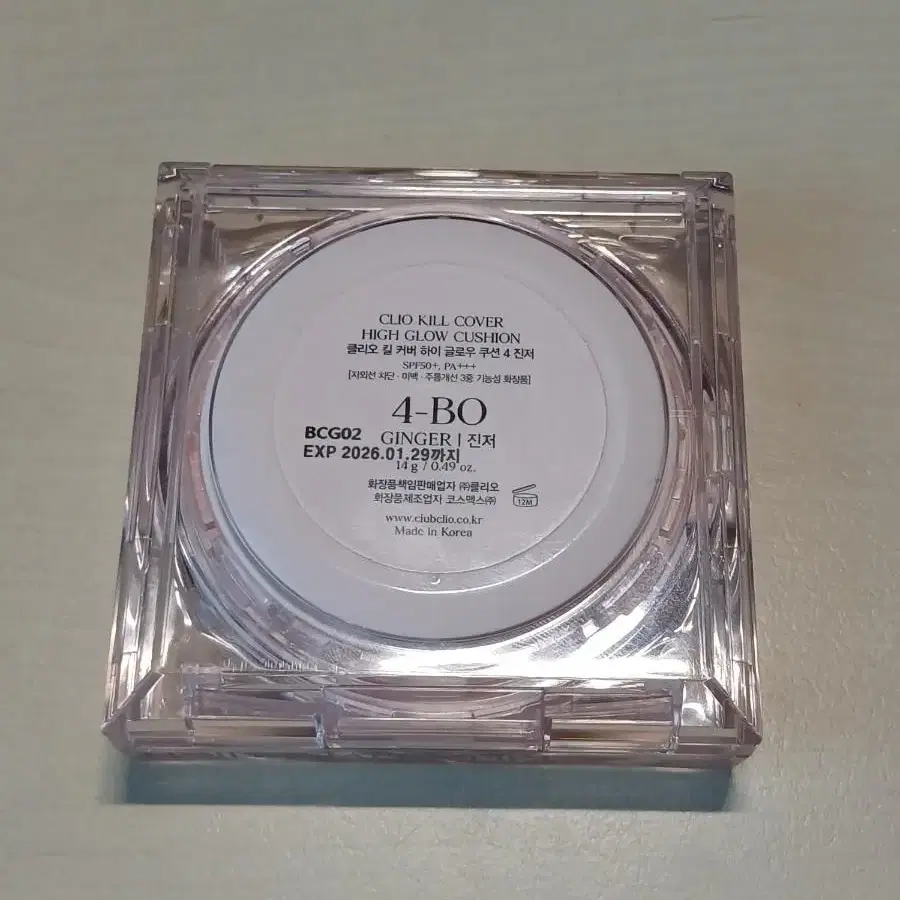 CLIO KILL COVER
HIGH GLOW CUSHION
클리오 킬 커버 하이 글로우 쿠션 4 진저
SPF50+, PA+++
[자외선 차단 · 미백 · 주름개선 3중 기능성 화장품]
4-BO
BCG02
GINGER | 진저
EXP 2026.01.29까지
14 g / 0.49 oz.
화장품책임판매업자 ㈜클리오
화장품제조업자 코스맥스㈜
12M
www.clubclio.co.kr
Made in Korea